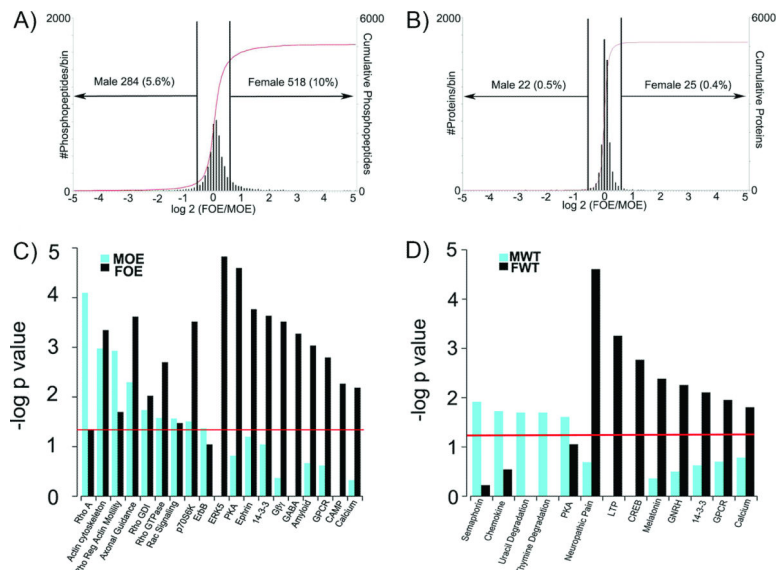 A)
2000
6000
Male 284 (5.6%)
Female 518 (10%)
#Phosphopeptides/bin
Cumulative Phosphopeptides
0
0
-5 -4 -3 -2 -1 0 1 2 3 4 5
log 2 (FOE/MOE)
B)
2000
6000
Male 22 (0.5%)
Female 25 (0.4%)
#Proteins/bin
Cumulative Proteins
0
0
-5 -4 -3 -2 -1 0 1 2 3 4 5
log 2 (FOE/MOE)
C)
MOE
FOE
-log p value
5
4
3
2
1
0
Rho A
Actin cytoskeleton
Rho Reg Actin Motility
Axonal Guidance
Rho GDI
Rho GTPase
Rac Signaling
p70S6K
ErbB
ERK5
PKA
Ephrin
14-3-3
Gβγ
GABA
Amyloid
GPCR
CAMP
Calcium
D)
MWT
FWT
-log p value
5
4
3
2
1
0
Semaphorin
Chemokine
Uracil Degradation
Thymine Degradation
PKA
Neuropathic Pain
LTP
CREB
Melatonin
GNRH
14-3-3
GPCR
Calcium